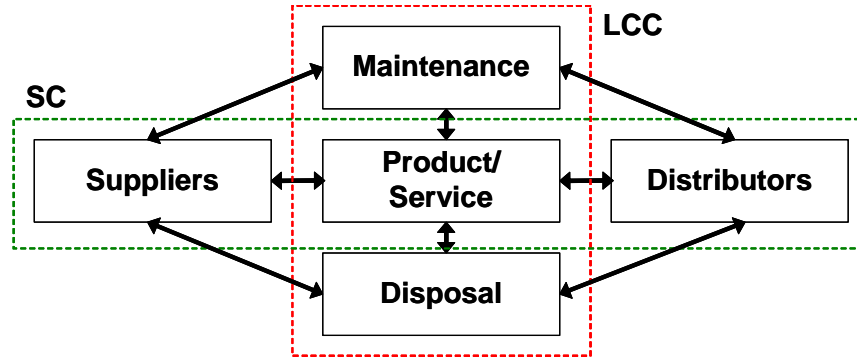 LCC
Maintenance
SC
Suppliers
Product/
Service
Distributors
Disposal